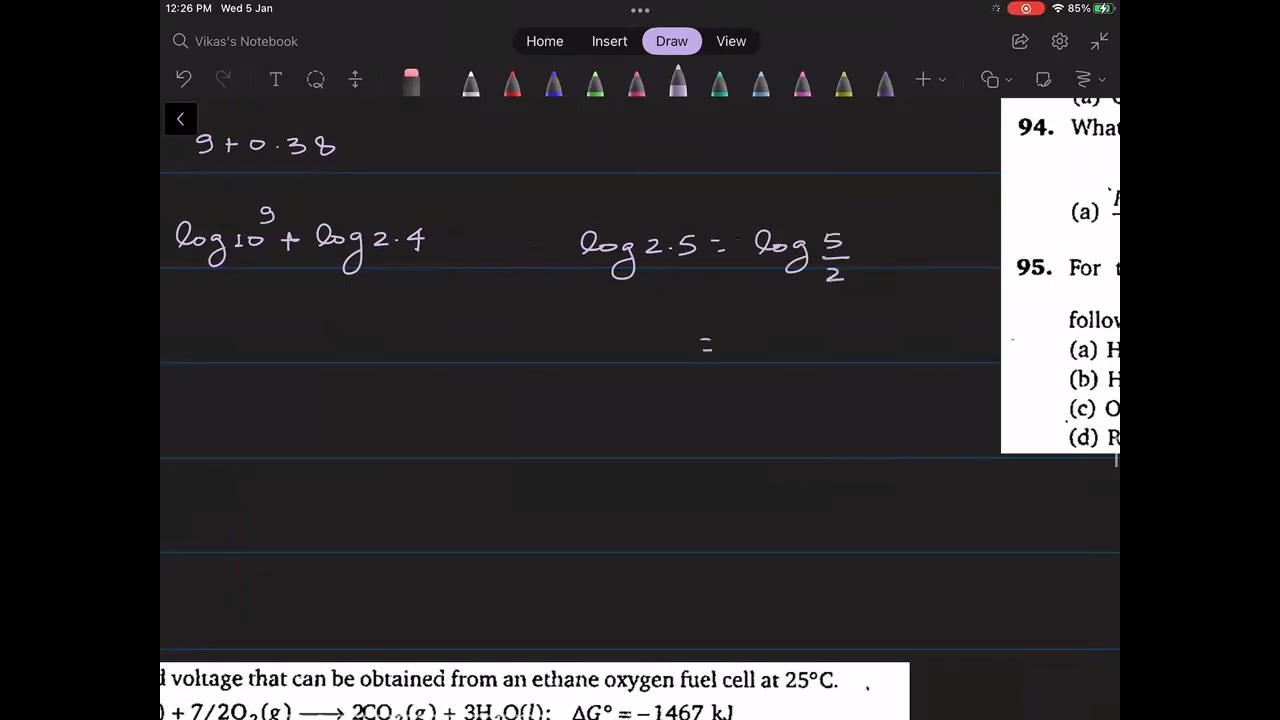 12:26 PM Wed 5 Jan
85%
Vikas's Notebook
Home Insert Draw View
9 + 0.38
log 10^9 + log 2.4
log 2.5 = log 5/2
=
94. What
(a)
95. For
follow
(a) H
(b) H
(c) O
(d) R
d voltage that can be obtained from an ethane oxygen fuel cell at 25°C.
) + 7/2O₂(g) ⟶ 2CO₂(g) + 3H₂O(l); ΔG° = −1467 kJ